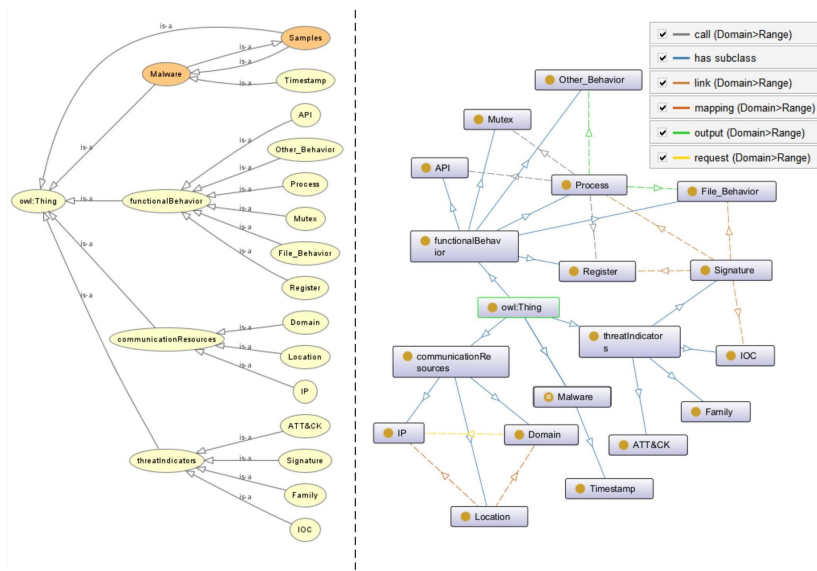 is-a
Samples
is-a
Malware
is-a
is-a
Timestamp
is-a
API
is-a
Other_Behavior
is-a
Process
is-a
owl:Thing
is-a
functionalBehavior
is-a
Mutex
is-a
File_Behavior
is-a
Register
is-a
Domain
is-a
communicationResources
is-a
Location
is-a
IP
is-a
ATT&CK
is-a
threatIndicators
is-a
Signature
is-a
Family
is-a
IOC
call (Domain>Range)
has subclass
link (Domain>Range)
mapping (Domain>Range)
output (Domain>Range)
request (Domain>Range)
Other_Behavior
Mutex
API
Process
File_Behavior
functionalBehav
ior
Register
Signature
owl:Thing
threatIndicator
s
communicationRe
sources
IOC
Malware
Family
IP
Domain
ATT&CK
Timestamp
Location